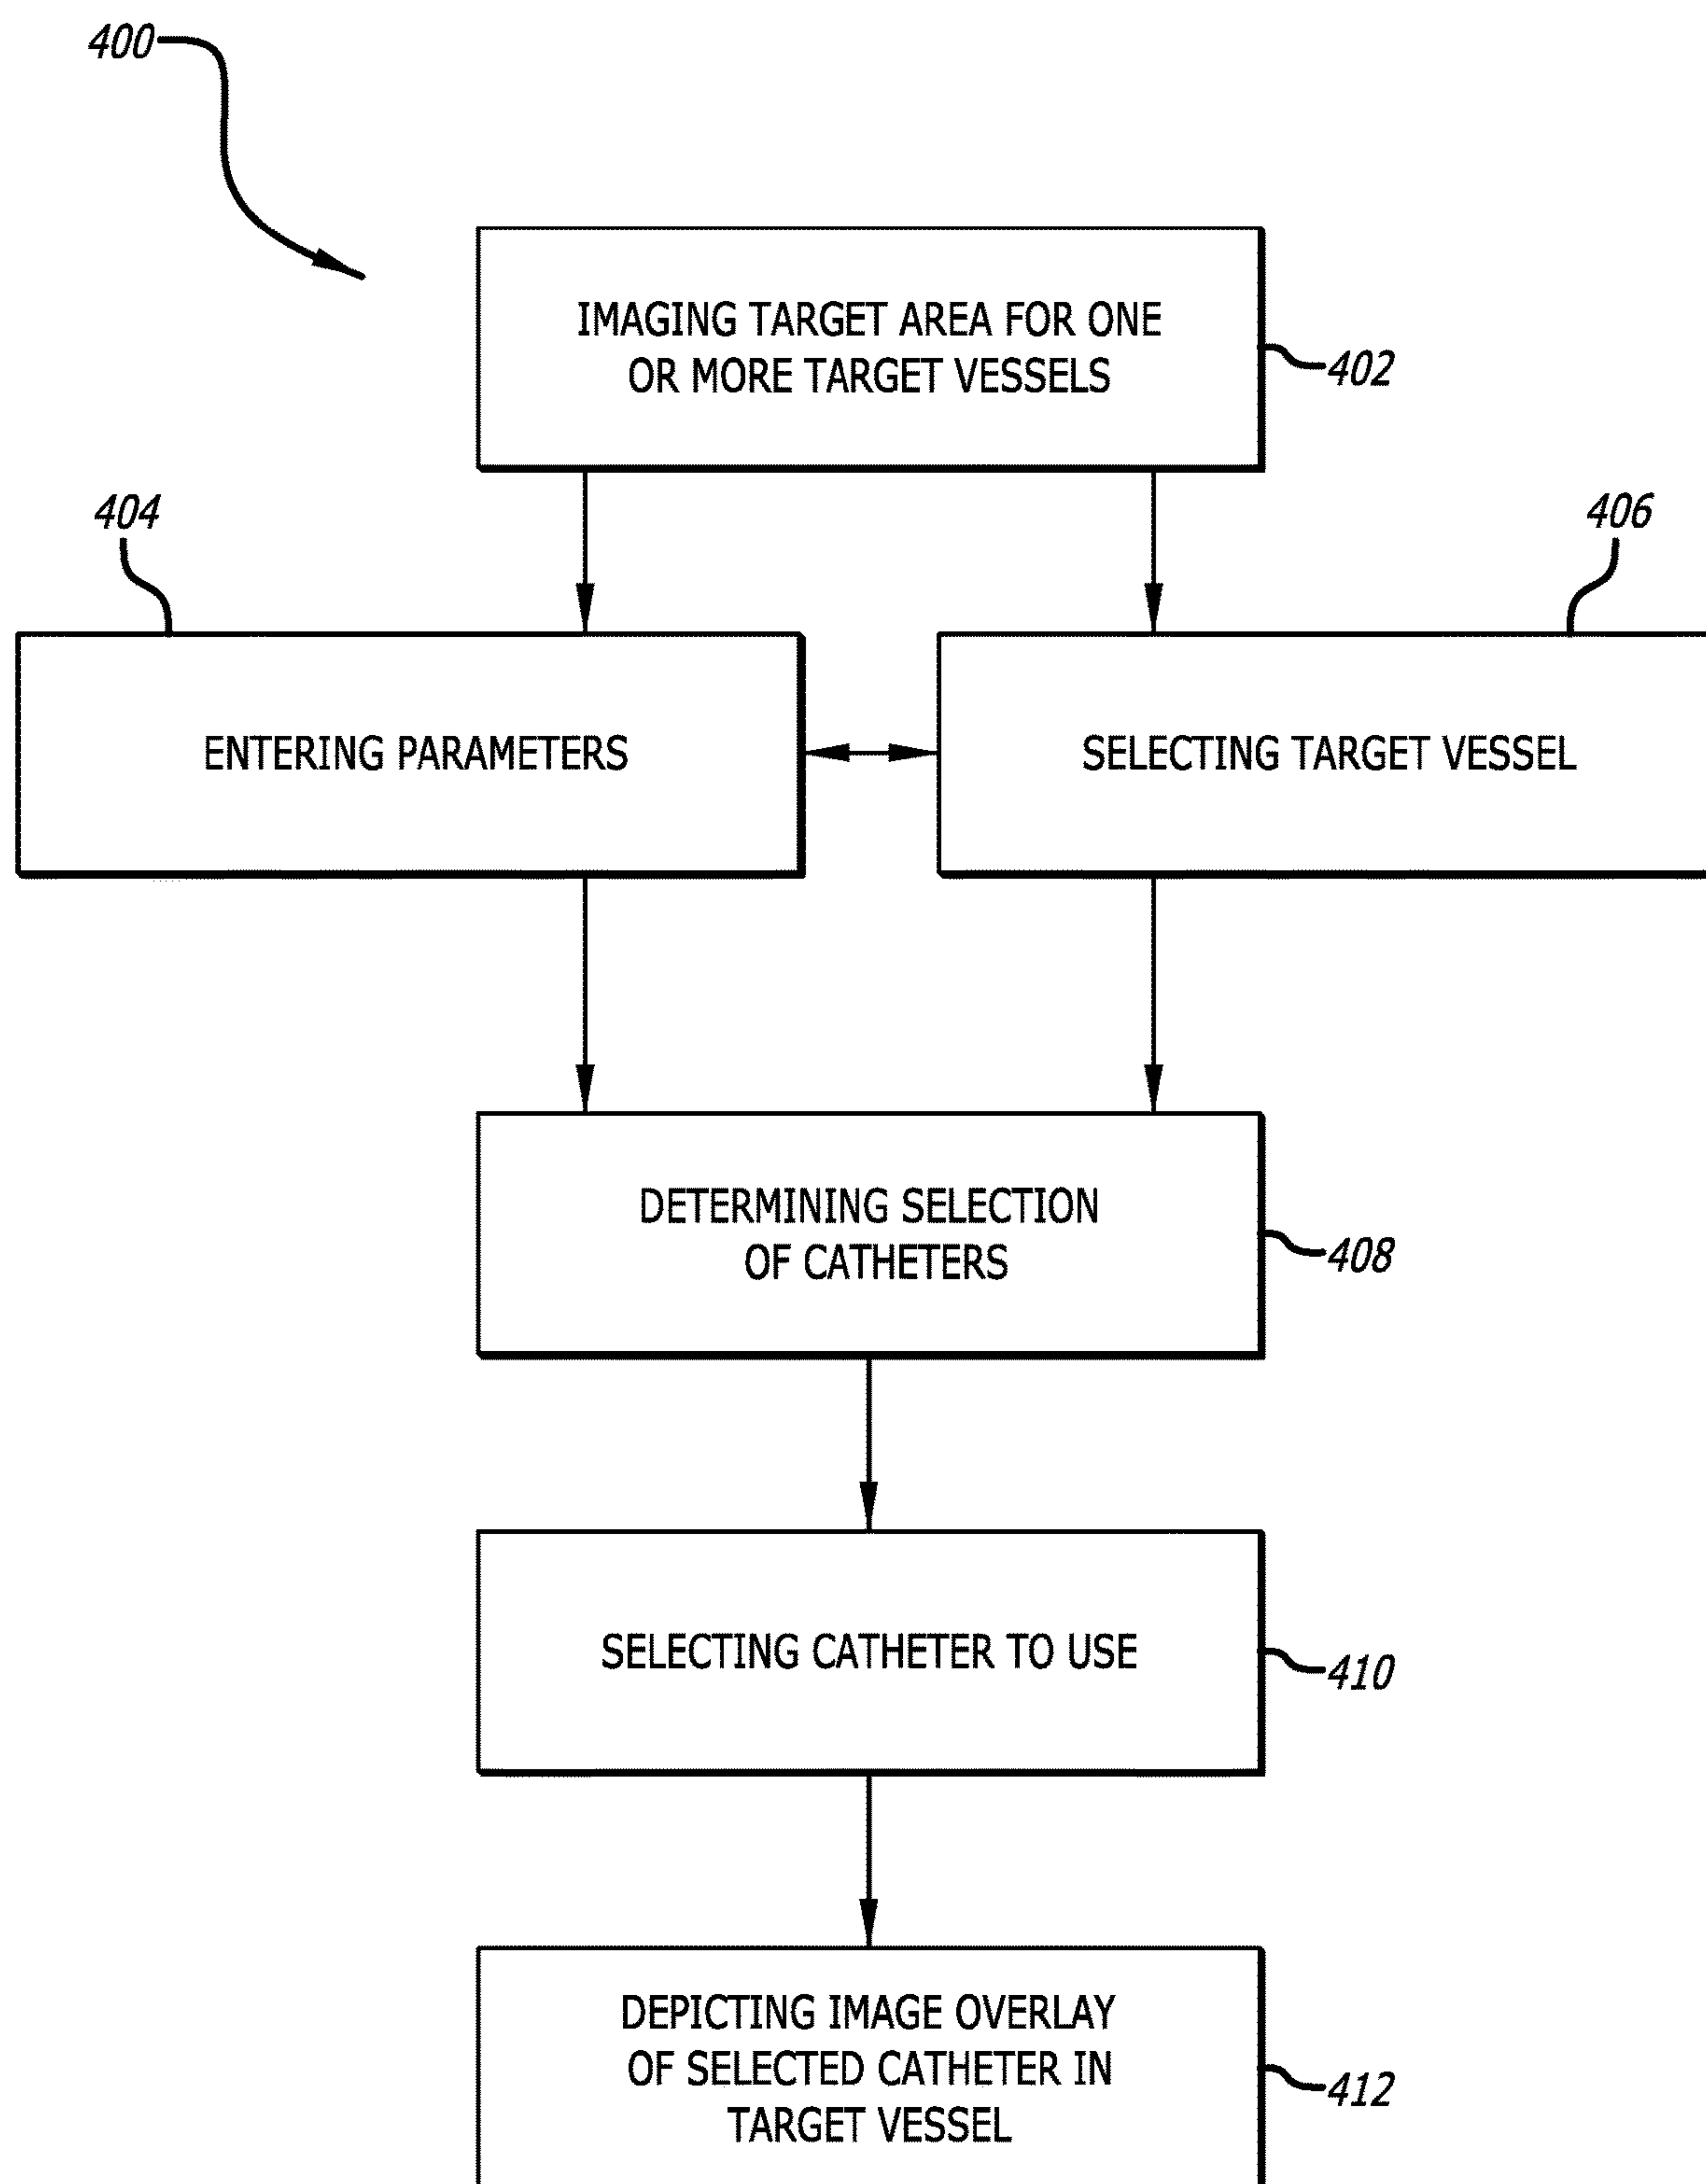 400
IMAGING TARGET AREA FOR ONE
OR MORE TARGET VESSELS
402
404
406
ENTERING PARAMETERS
SELECTING TARGET VESSEL
DETERMINING SELECTION
OF CATHETERS
408
SELECTING CATHETER TO USE
410
DEPICTING IMAGE OVERLAY
OF SELECTED CATHETER IN
TARGET VESSEL
412